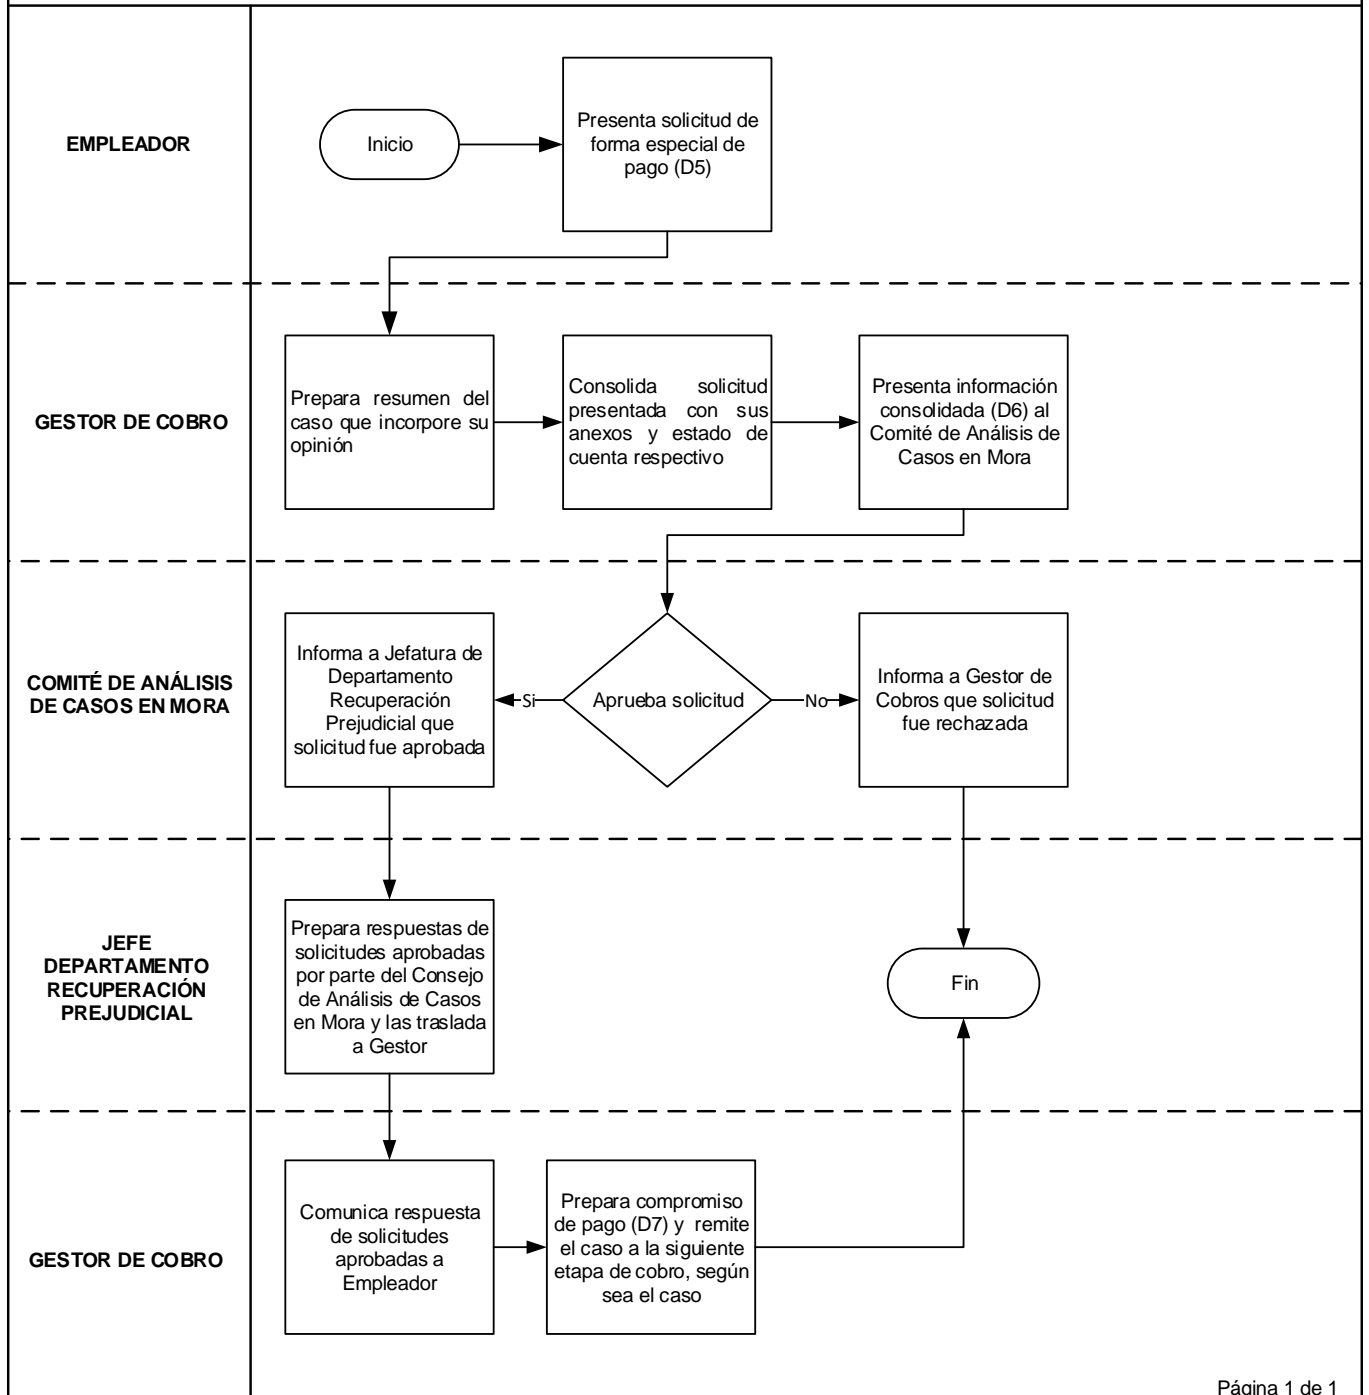 EMPLEADOR
Inicio
Presenta solicitud de
forma especial de
pago (D5)
GESTOR DE COBRO
Prepara resumen del
caso que incorpore su
opinión
Consolida solicitud
presentada con sus
anexos y estado de
cuenta respectivo
Presenta información
consolidada (D6) al
Comité de Análisis de
Casos en Mora
COMITÉ DE ANÁLISIS
DE CASOS EN MORA
Informa a Jefatura de
Departamento
Recuperación
Prejudicial que
solicitud fue aprobada
Si
Aprueba solicitud
No
Informa a Gestor de
Cobros que solicitud
fue rechazada
JEFE
DEPARTAMENTO
RECUPERACIÓN
PREJUDICIAL
Prepara respuestas de
solicitudes aprobadas
por parte del Consejo
de Análisis de Casos
en Mora y las traslada
a Gestor
Fin
GESTOR DE COBRO
Comunica respuesta
de solicitudes
aprobadas a
Empleador
Prepara compromiso
de pago (D7) y remite
el caso a la siguiente
etapa de cobro, según
sea el caso
Página 1 de 1